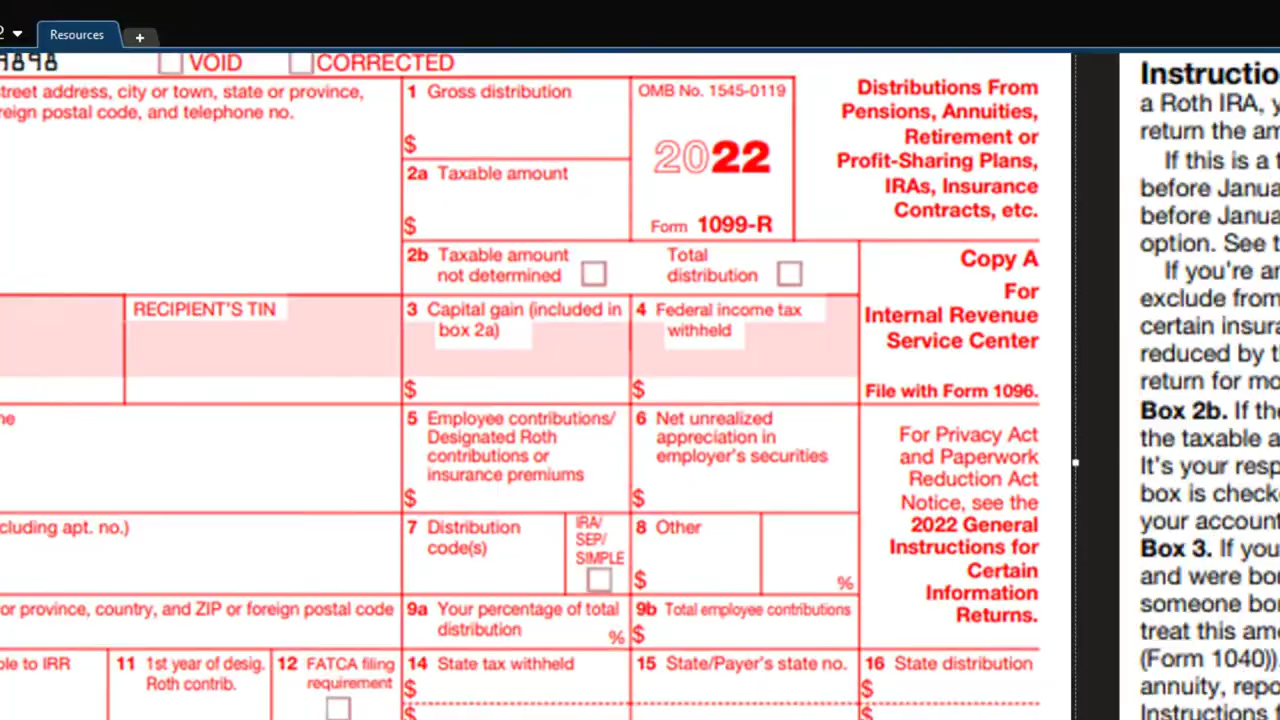 2
Resources
+
9898
VOID
CORRECTED
street address, city or town, state or province,
reign postal code, and telephone no.
1 Gross distribution
$
2a Taxable amount
$
OMB No. 1545-0119
2022
Form 1099-R
Distributions From
Pensions, Annuities,
Retirement or
Profit-Sharing Plans,
IRAs, Insurance
Contracts, etc.
2b Taxable amount
not determined
Total
distribution
Copy A
For
Internal Revenue
Service Center
File with Form 1096.
RECIPIENT'S TIN
3 Capital gain (included in
box 2a)
$
4 Federal income tax
withheld
$
me
5 Employee contributions/
Designated Roth
contributions or
insurance premiums
$
6 Net unrealized
appreciation in
employer's securities
$
For Privacy Act
and Paperwork
Reduction Act
Notice, see the
2022 General
Instructions for
Certain
Information
Returns.
cluding apt. no.)
7 Distribution
code(s)
IRA/
SEP/
SIMPLE
8 Other
$
%
or province, country, and ZIP or foreign postal code
9a Your percentage of total
distribution
%
9b Total employee contributions
$
ble to IRR
11 1st year of desig.
Roth contrib.
12 FATCA filing
requirement
14 State tax withheld
$
$
15 State/Payer's state no.
16 State distribution
$
$
Instructio
a Roth IRA, y
return the am
If this is a
before Janua
before Janua
option. See t
If you're an
exclude from
certain insura
reduced by th
return for mo
Box 2b. If the
the taxable a
It's your resp
box is checke
your account
Box 3. If you
and were bor
someone bor
treat this amo
(Form 1040)).
annuity, repo
Instructions f